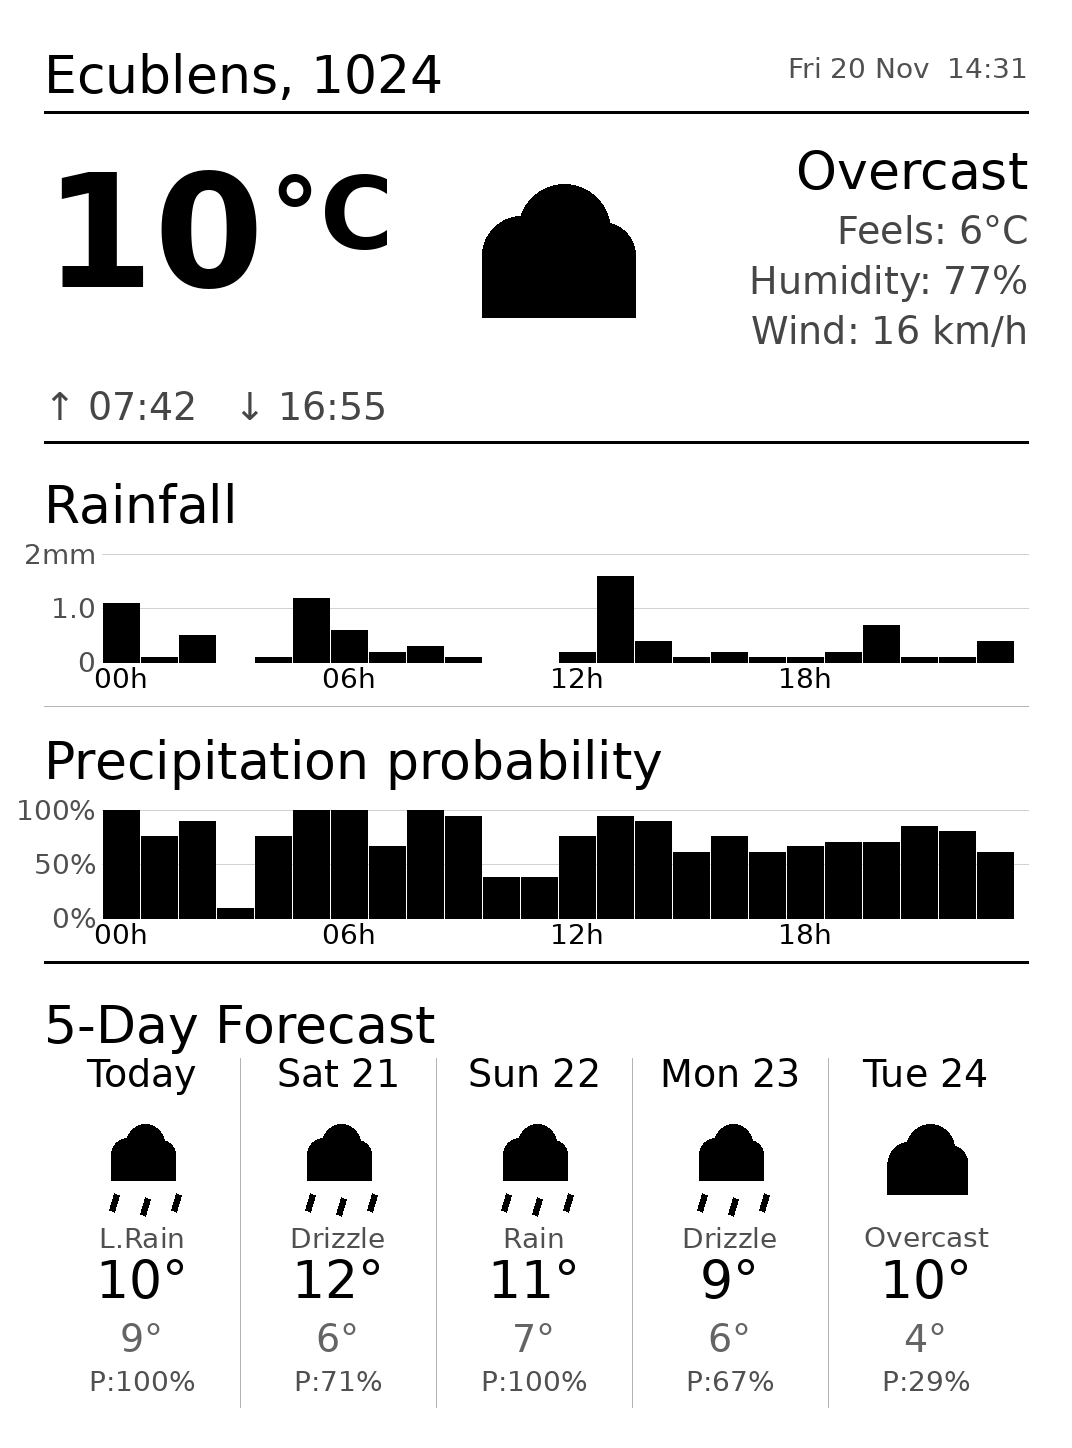 Ecublens, 1024
Fri 20 Nov  14:31
10°C
Overcast
Feels: 6°C
Humidity: 77%
Wind: 16 km/h
↑ 07:42   ↓ 16:55
Rainfall
2mm
1.0
0
00h 06h 12h 18h
Precipitation probability
100%
50%
0%
00h 06h 12h 18h
5-Day Forecast
Today Sat 21 Sun 22 Mon 23 Tue 24
L.Rain Drizzle Rain Drizzle Overcast
10° 12° 11° 9° 10°
9° 6° 7° 6° 4°
P:100% P:71% P:100% P:67% P:29%